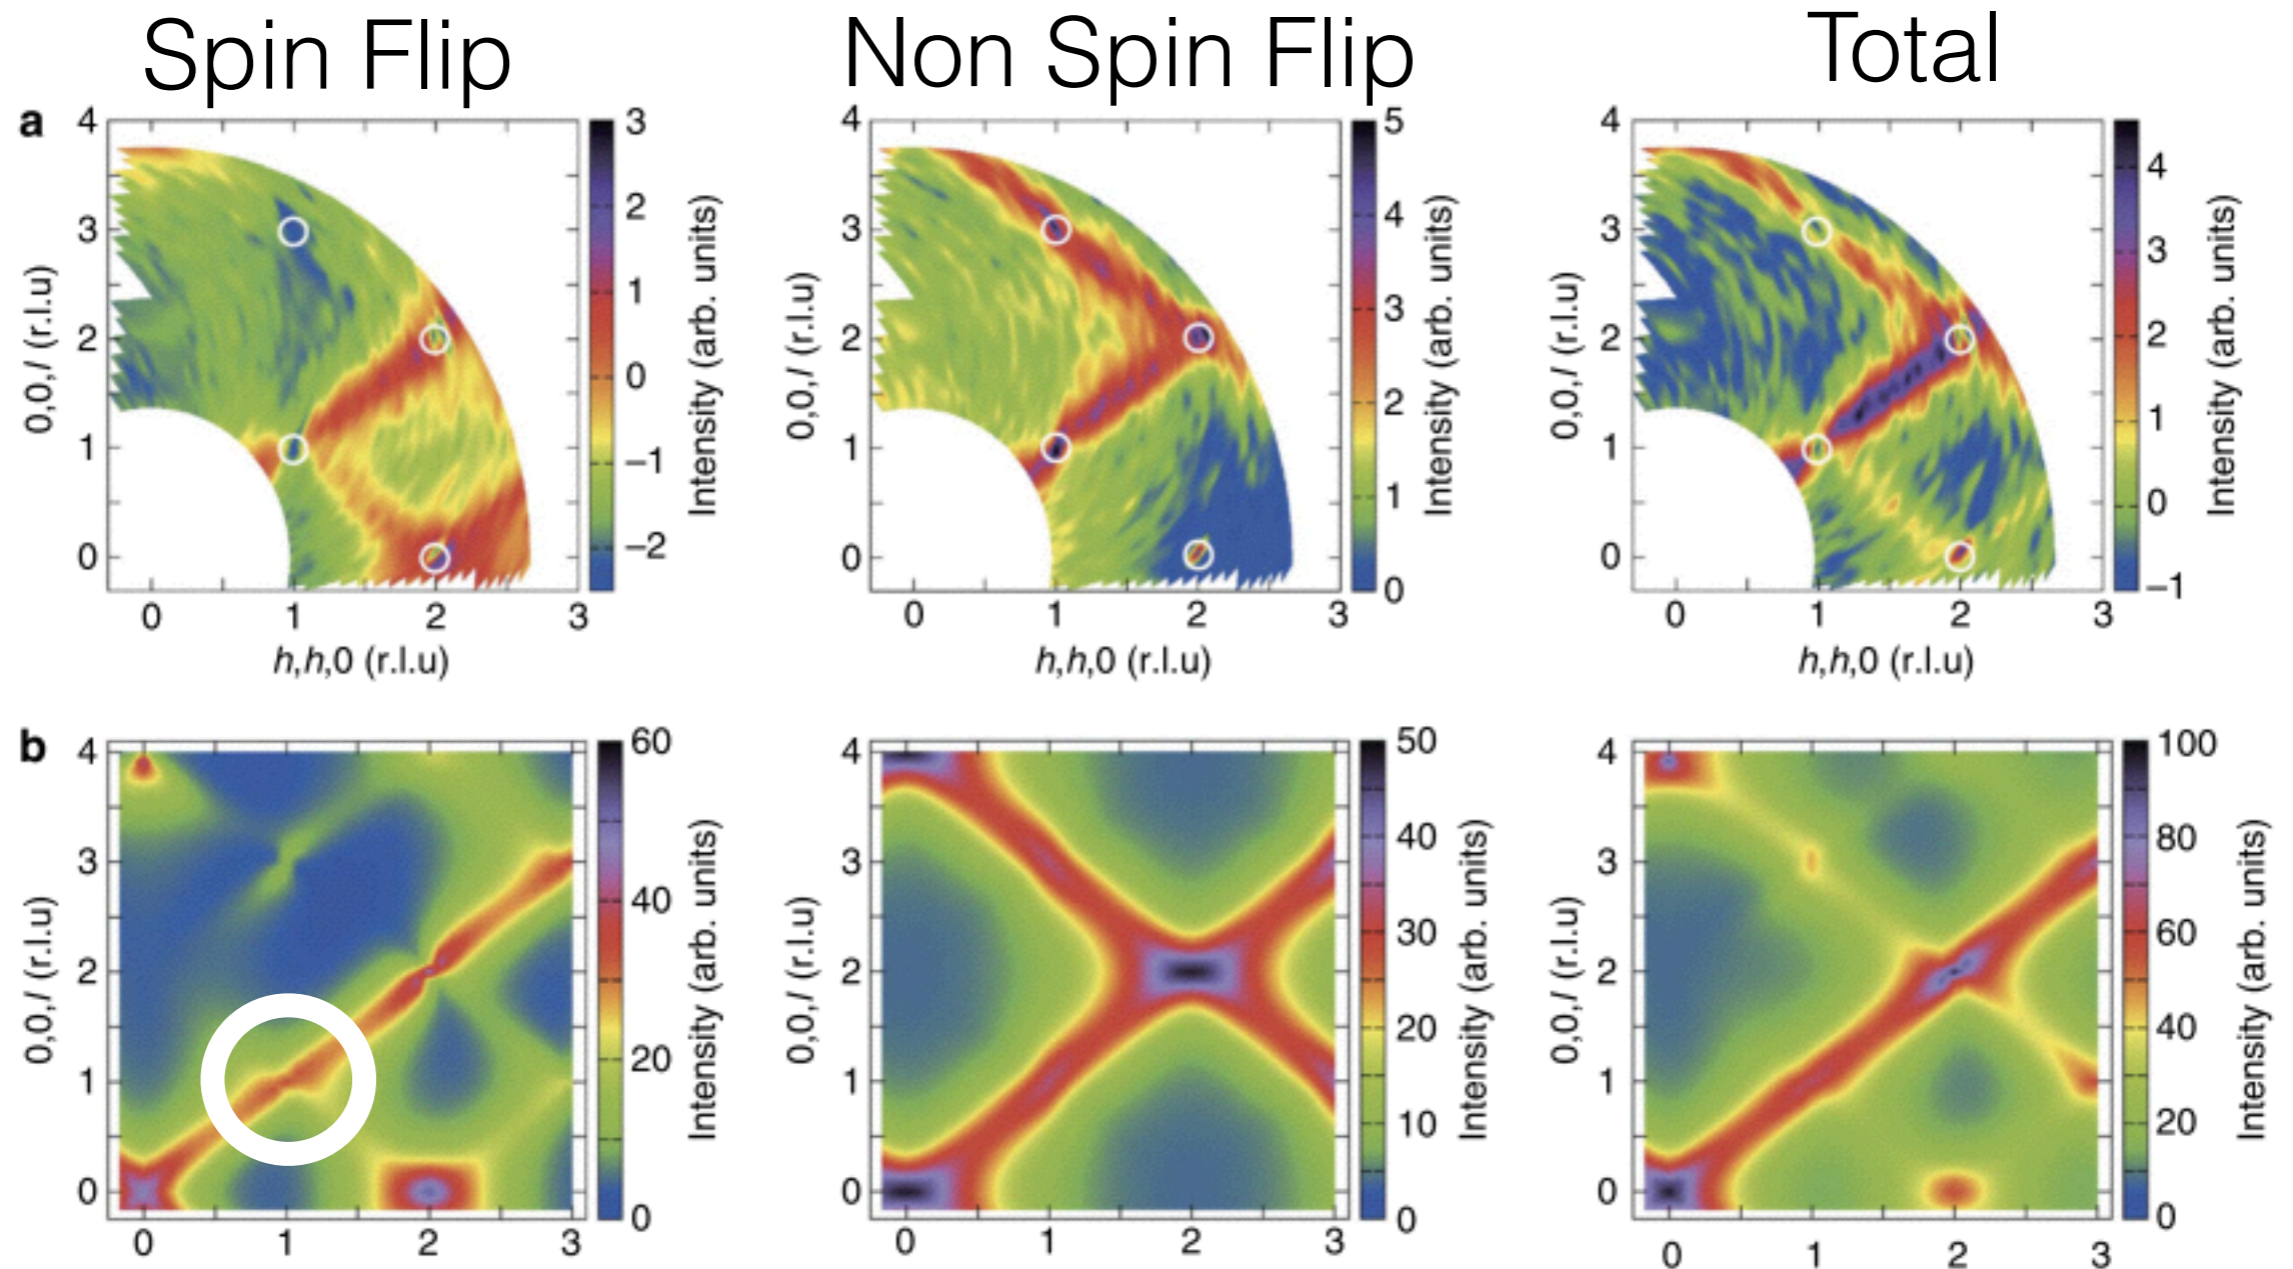 Spin Flip
Non Spin Flip
Total
a
4
3
2
1
0
0,0,l (r.l.u)
0 1 2 3
h,h,0 (r.l.u)
3
2
1
0
−1
−2
Intensity (arb. units)
4
3
2
1
0
0,0,l (r.l.u)
0 1 2 3
h,h,0 (r.l.u)
5
4
3
2
1
0
Intensity (arb. units)
4
3
2
1
0
0,0,l (r.l.u)
0 1 2 3
h,h,0 (r.l.u)
4
3
2
1
0
−1
Intensity (arb. units)
b
4
3
2
1
0
0,0,l (r.l.u)
0 1 2 3
60
40
20
0
Intensity (arb. units)
4
3
2
1
0
0,0,l (r.l.u)
0 1 2 3
50
40
30
20
10
0
Intensity (arb. units)
4
3
2
1
0
0,0,l (r.l.u)
0 1 2 3
100
80
60
40
20
0
Intensity (arb. units)